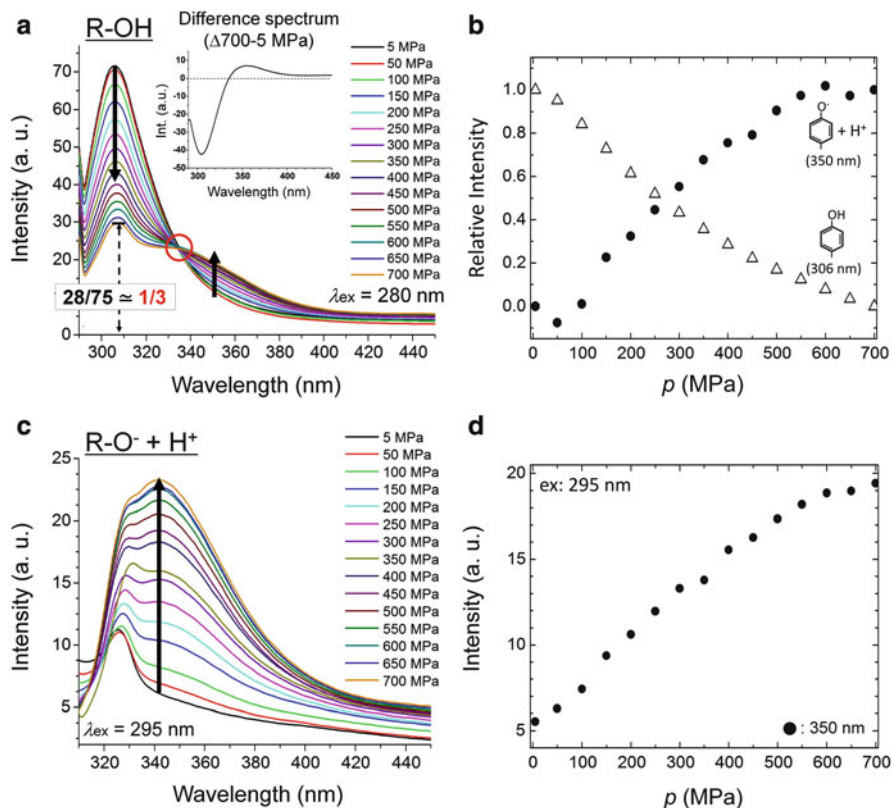 a
R-OH
Difference spectrum
(Δ700-5 MPa)
Int. (a.u.)
10
0
-10
-20
-30
-40
-50
300 350 400 450
Wavelength (nm)
5 MPa
50 MPa
100 MPa
150 MPa
200 MPa
250 MPa
300 MPa
350 MPa
400 MPa
450 MPa
500 MPa
550 MPa
600 MPa
650 MPa
700 MPa
Intensity (a. u.)
70
60
50
40
30
20
10
0
28/75 ≃ 1/3
λex = 280 nm
300 320 340 360 380 400 420 440
Wavelength (nm)
b
Relative Intensity
1.0
0.8
0.6
0.4
0.2
0.0
O⁻
+ H⁺
(350 nm)
OH
(306 nm)
0 100 200 300 400 500 600 700
p (MPa)
c
R-O⁻ + H⁺
Intensity (a. u.)
25
20
15
10
5
5 MPa
50 MPa
100 MPa
150 MPa
200 MPa
250 MPa
300 MPa
350 MPa
400 MPa
450 MPa
500 MPa
550 MPa
600 MPa
650 MPa
700 MPa
λex = 295 nm
320 340 360 380 400 420 440
Wavelength (nm)
d
ex: 295 nm
Intensity (a. u.)
20
15
10
5
: 350 nm
0 100 200 300 400 500 600 700
p (MPa)